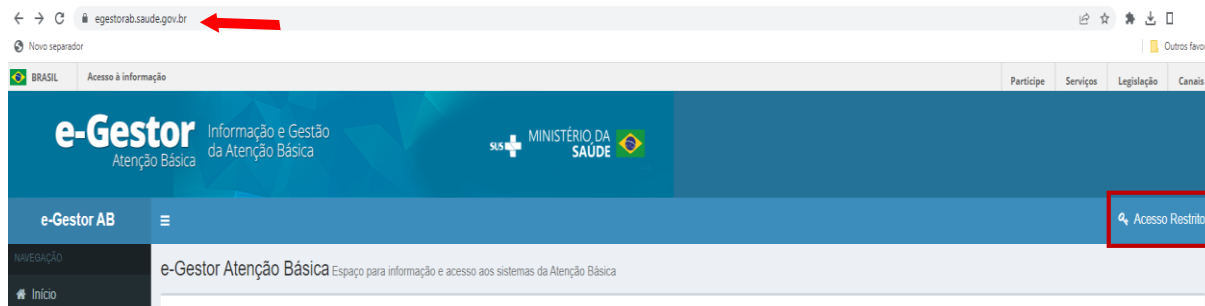 egestorab.saude.gov.br
Novo separador
Outros favo
BRASIL Acesso à informação Participe Serviços Legislação Canais
e-Gestor
Atenção Básica
Informação e Gestão
da Atenção Básica
SUS MINISTÉRIO DA
SAÚDE
e-Gestor AB Acesso Restrito
NAVEGAÇÃO
e-Gestor Atenção Básica Espaço para informação e acesso aos sistemas da Atenção Básica
Início